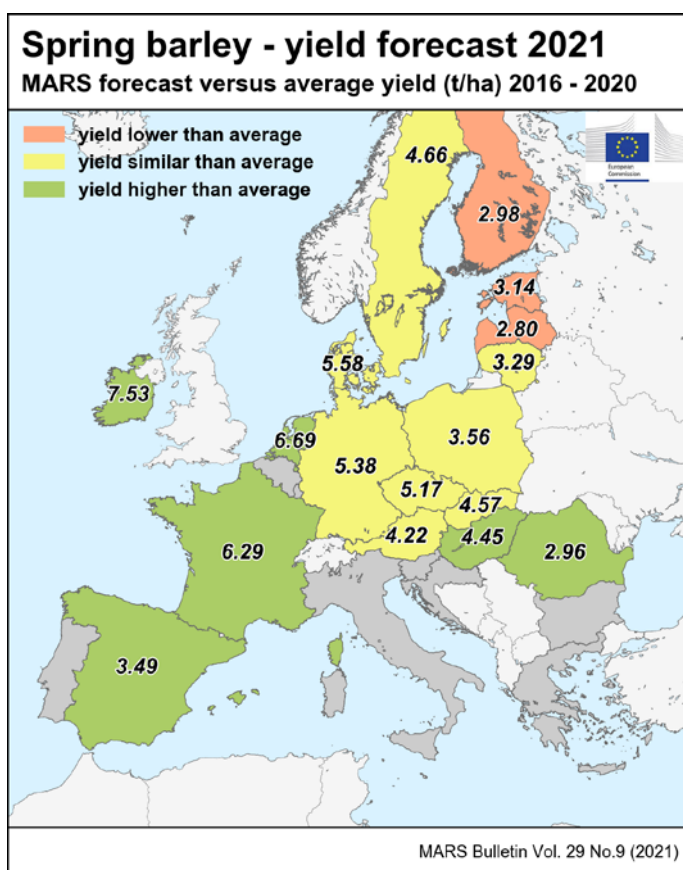 Spring barley - yield forecast 2021
MARS forecast versus average yield (t/ha) 2016 - 2020
yield lower than average
yield similar than average
yield higher than average
European
Commission
4.66
2.98
3.14
2.80
3.29
5.58
7.53
6.69
3.56
5.38
5.17
4.57
4.22
4.45
2.96
6.29
3.49
MARS Bulletin Vol. 29 No.9 (2021)